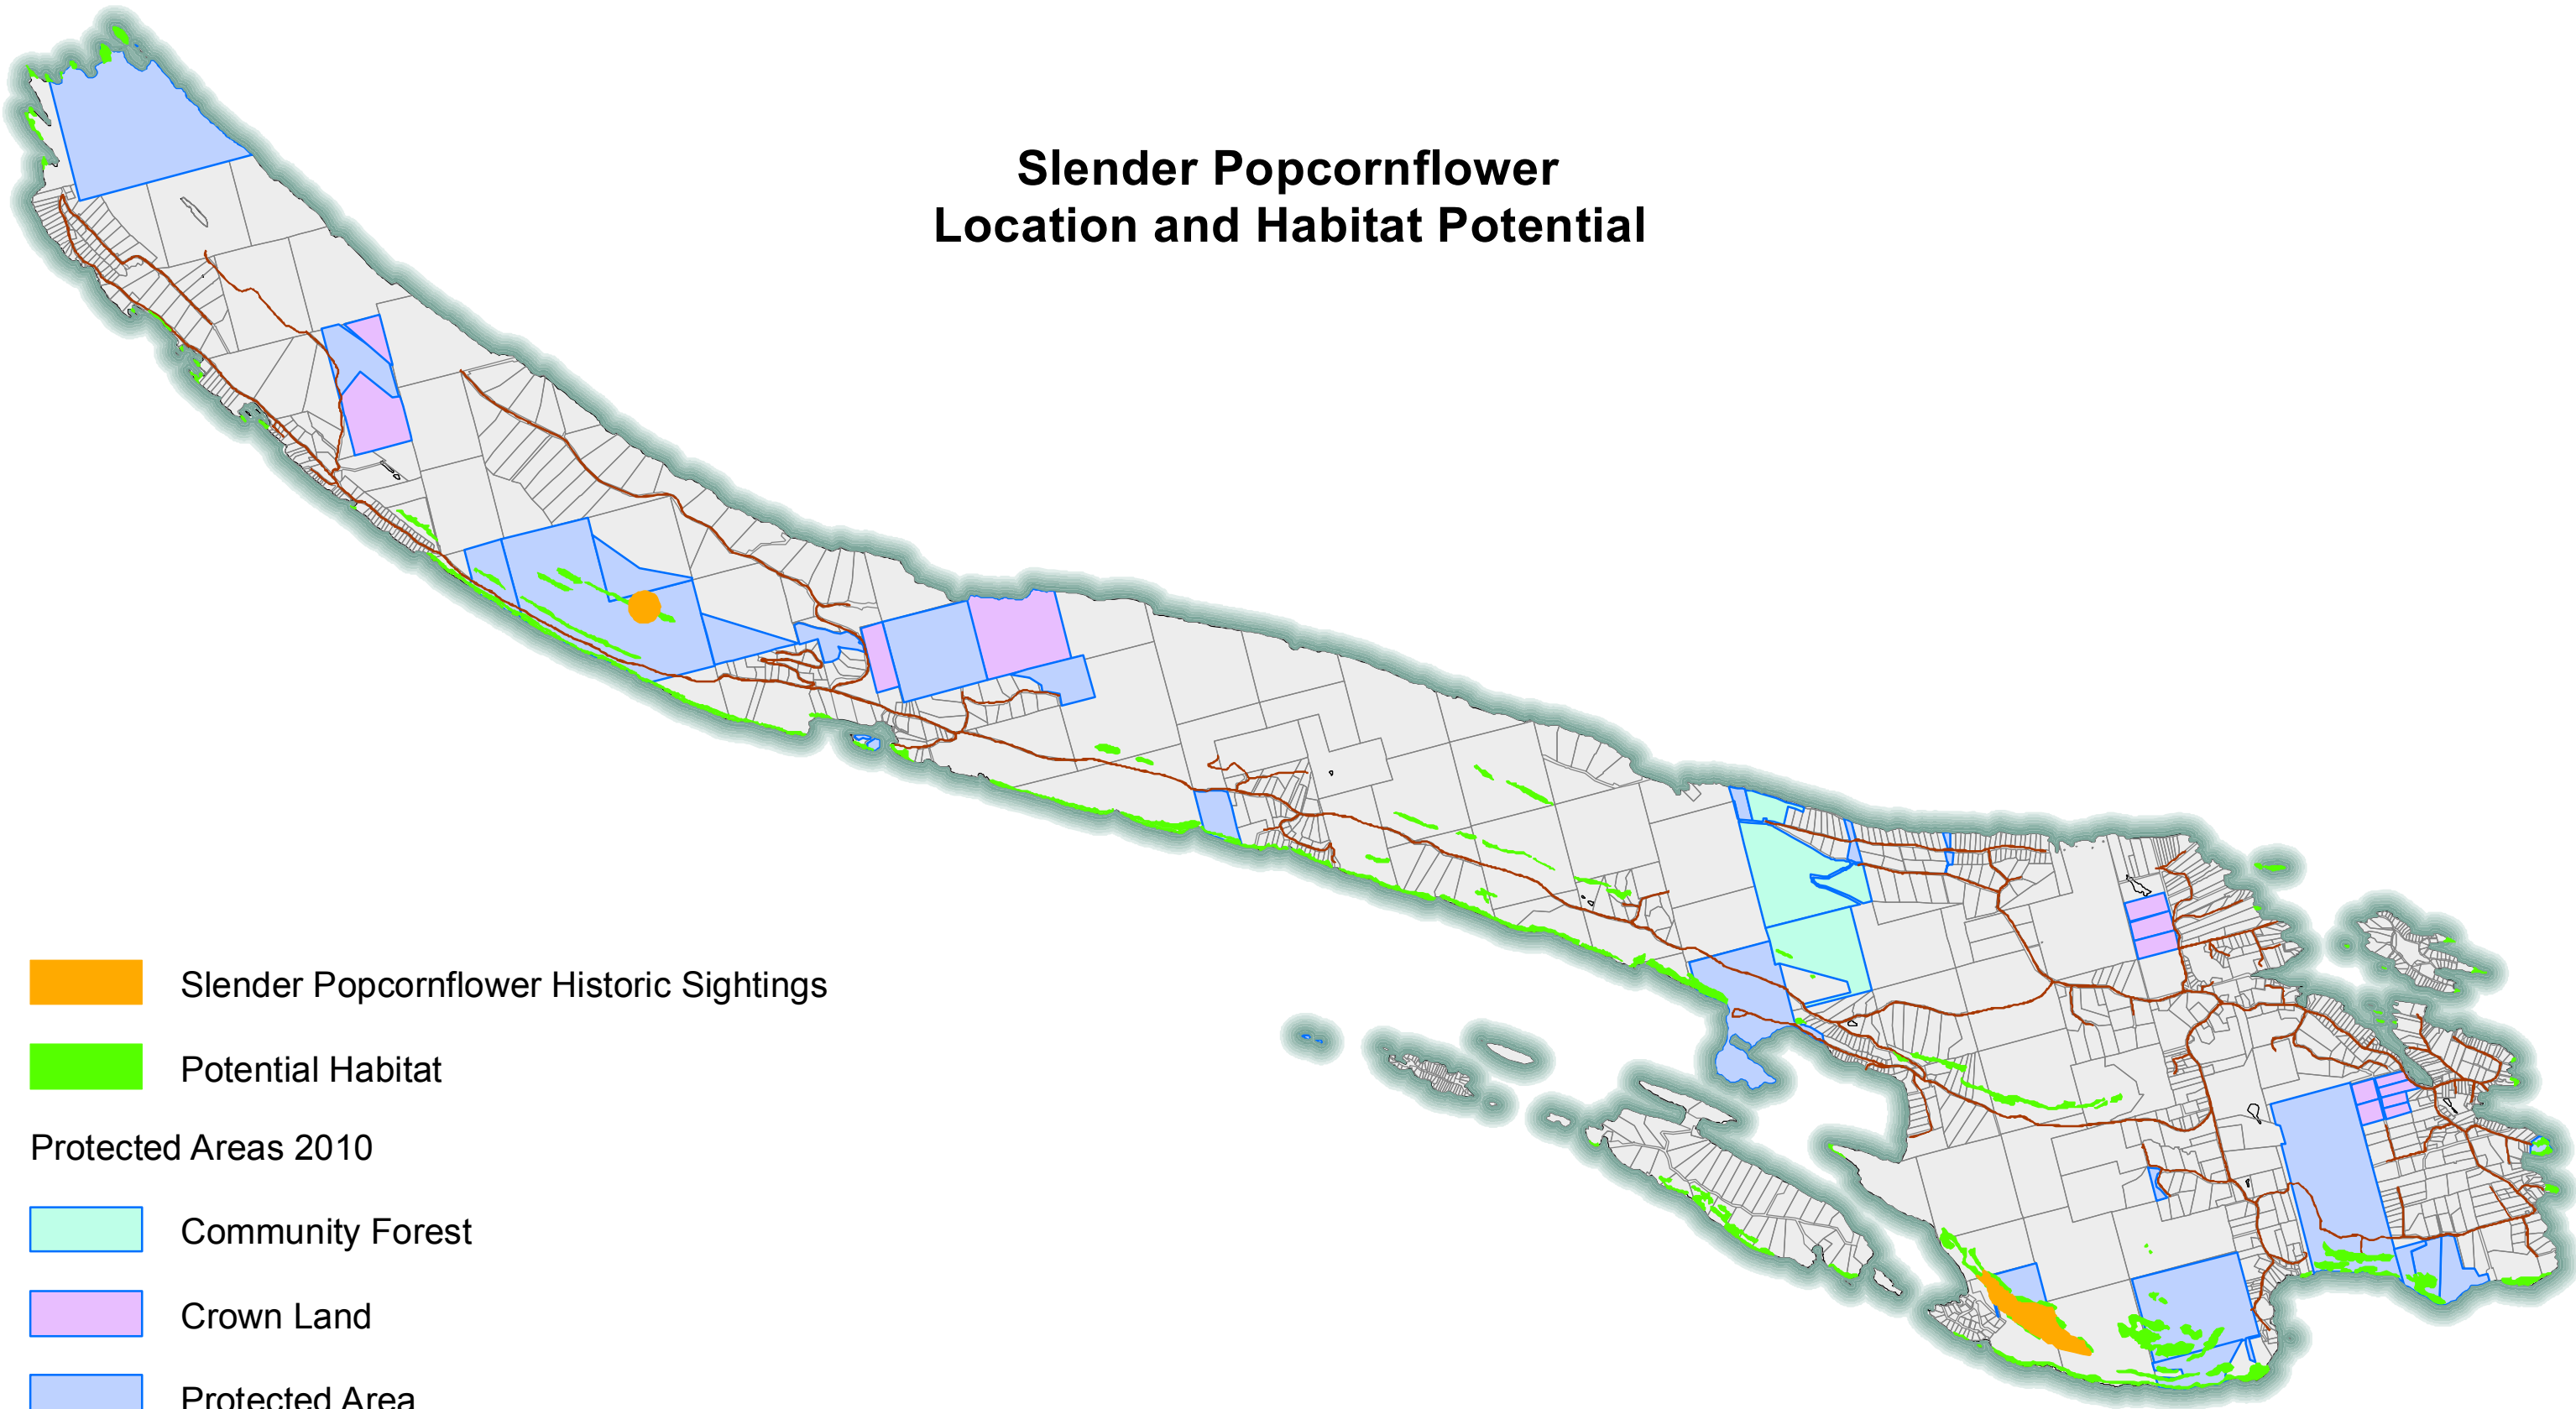 Slender Popcornflower
Location and Habitat Potential
Slender Popcornflower Historic Sightings
Potential Habitat
Protected Areas 2010
Community Forest
Crown Land
Protected Area